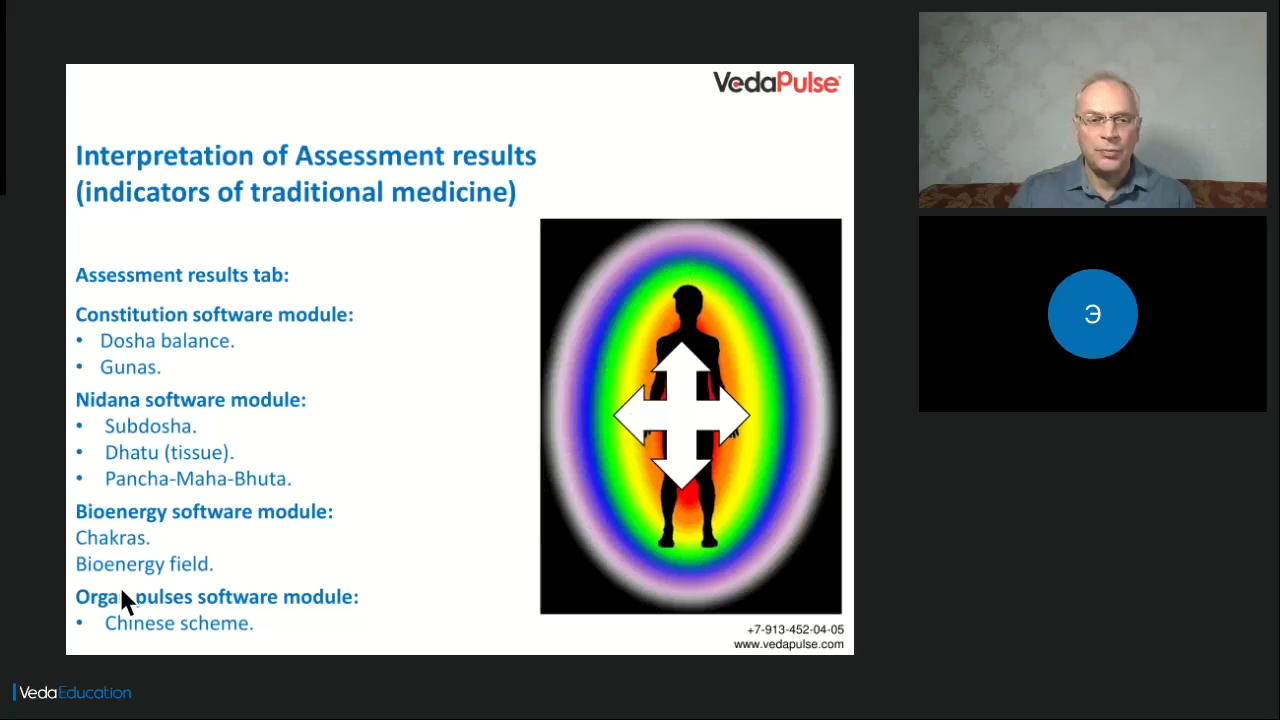 VedaPulse
Interpretation of Assessment results
(indicators of traditional medicine)
Assessment results tab:
Constitution software module:
• Dosha balance.
• Gunas.
Nidana software module:
• Subdosha.
• Dhatu (tissue).
• Pancha-Maha-Bhuta.
Bioenergy software module:
Chakras.
Bioenergy field.
pulses software module:
• Chinese scheme.
+7-913-452-04-05
www.vedapulse.com
Э
VedaEducation